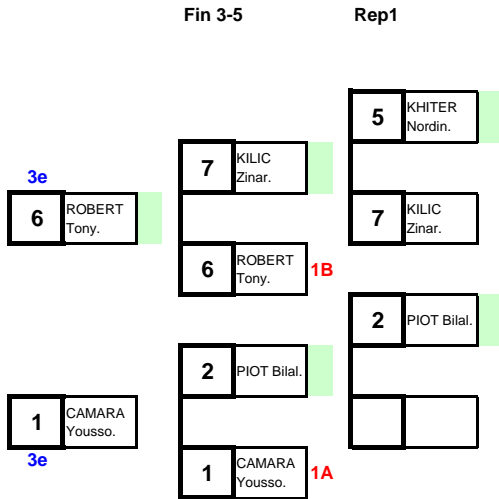 Fin 3-5 Rep1
5 KHITER
Nordin.
7 KILIC
Zinar.
3e
6 ROBERT
Tony.
7 KILIC
Zinar.
6 ROBERT
Tony.
1B
2 PIOT Bilal.
2 PIOT Bilal.
1 CAMARA
Yousso.
3e
1 CAMARA
Yousso.
1A